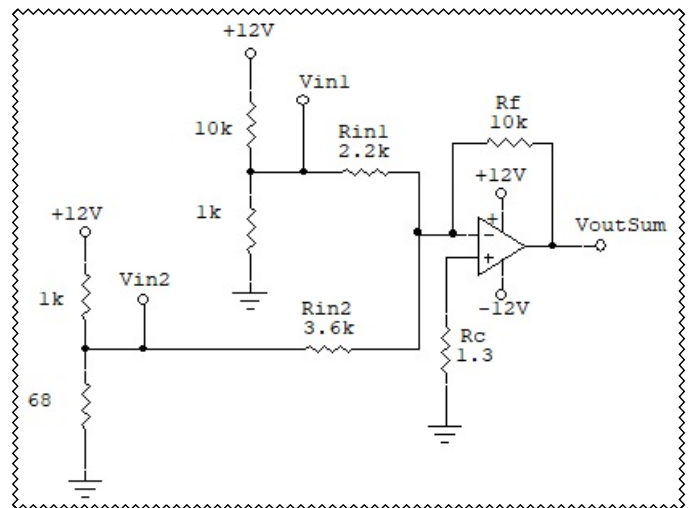 +12V
Vin1
10k
Rin1
2.2k
Rf
10k
+12V
1k
+12V
VoutSum
Vin2
1k
Rin2
3.6k
-12V
Rc
1.3
68